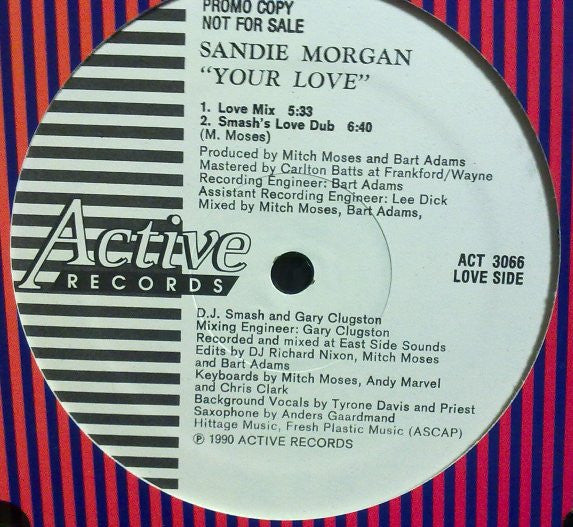 PROMO COPY
NOT FOR SALE
SANDIE MORGAN
"YOUR LOVE"
1. Love Mix 5:33
2. Smash's Love Dub 6:40
(M. Moses)
Produced by Mitch Moses and Bart Adams
Mastered by Carlton Batts at Frankford/Wayne
Recording Engineer: Bart Adams
Assistant Recording Engineer: Lee Dick
Mixed by Mitch Moses, Bart Adams,
Active
RECORDS
ACT 3066
LOVE SIDE
D.J. Smash and Gary Clugston
Mixing Engineer: Gary Clugston
Recorded and mixed at East Side Sounds
Edits by DJ Richard Nixon, Mitch Moses
and Bart Adams
Keyboards by Mitch Moses, Andy Marvel
and Chris Clark
Background Vocals by Tyrone Davis and Priest
Saxophone by Anders Gaardmand
Hittage Music, Fresh Plastic Music (ASCAP)
℗ 1990 ACTIVE RECORDS